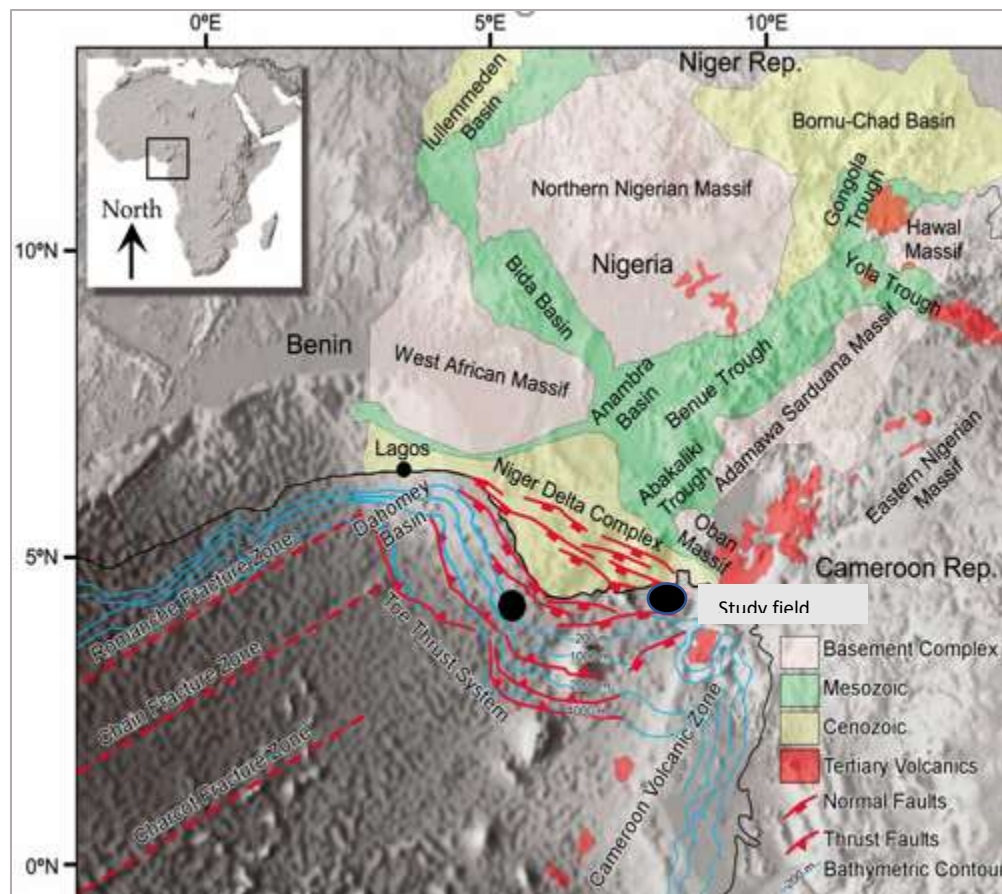 0°E
5°E
10°E
Niger Rep.
Iullemmeden
Basin
Bornu-Chad Basin
Northern Nigerian Massif
Gongola
Trough
Hawal
Massif
North
10°N
Nigeria
Bida Basin
Yola Trough
Benin
West African Massif
Anambra
Basin
Benue Trough
Adamawa Sarduana Massif
Lagos
Abakaliki
Trough
Eastern Nigerian
Massif
Niger Delta Complex
Dahomey
Basin
Oban
Massif
5°N
Cameroon Rep.
Romanche Fracture Zone
Toe Thrust System
Study field
Chain Fracture Zone
Charcot Fracture Zone
Cameroon Volcanic Zone
Basement Complex
Mesozoic
Cenozoic
Tertiary Volcanics
Normal Faults
Thrust Faults
Bathymetric Contour
0°N